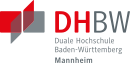 DHBW
Duale Hochschule
Baden-Württemberg
Mannheim